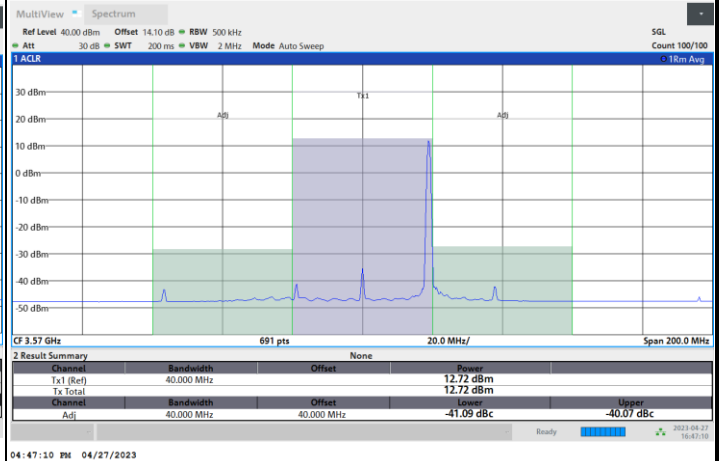 MultiView Spectrum
Ref Level 40.00 dBm Offset 14.10 dB RBW 500 kHz SGL
Att 30 dB SWT 200 ms VBW 2 MHz Mode Auto Sweep Count 100/100
1 ACLR 1Rm Avg
30 dBm
Tx1
20 dBm Adj Adj
10 dBm
0 dBm
-10 dBm
-20 dBm
-30 dBm
-40 dBm
-50 dBm
CF 3.57 GHz 691 pts 20.0 MHz/ Span 200.0 MHz
2 Result Summary None
Channel Bandwidth Offset Power
Tx1 (Ref) 40.000 MHz 12.72 dBm
Tx Total 12.72 dBm
Channel Bandwidth Offset Lower Upper
Adj 40.000 MHz 40.000 MHz -41.09 dBc -40.07 dBc
Ready 2023-04-27
16:47:10
04:47:10 PM 04/27/2023